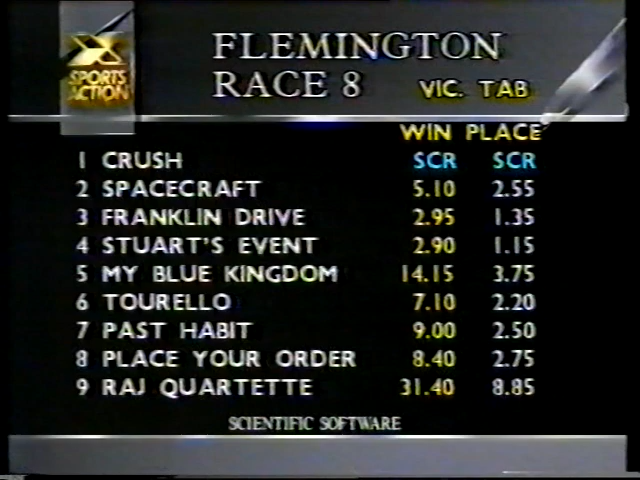 FLEMINGTON
RACE 8 VIC. TAB
X
SPORTS
ACTION
WIN PLACE
1 CRUSH SCR SCR
2 SPACECRAFT 5.10 2.55
3 FRANKLIN DRIVE 2.95 1.35
4 STUART'S EVENT 2.90 1.15
5 MY BLUE KINGDOM 14.15 3.75
6 TOURELLO 7.10 2.20
7 PAST HABIT 9.00 2.50
8 PLACE YOUR ORDER 8.40 2.75
9 RAJ QUARTETTE 31.40 8.85
SCIENTIFIC SOFTWARE